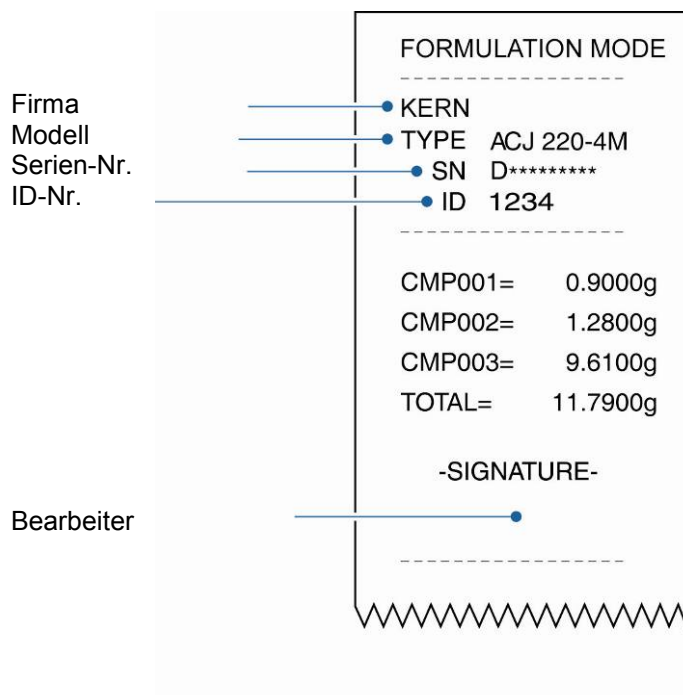 FORMULATION MODE
Firma KERN
Modell TYPE ACJ 220-4M
Serien-Nr. SN D*********
ID-Nr. ID 1234
CMP001= 0.9000g
CMP002= 1.2800g
CMP003= 9.6100g
TOTAL= 11.7900g
-SIGNATURE-
Bearbeiter